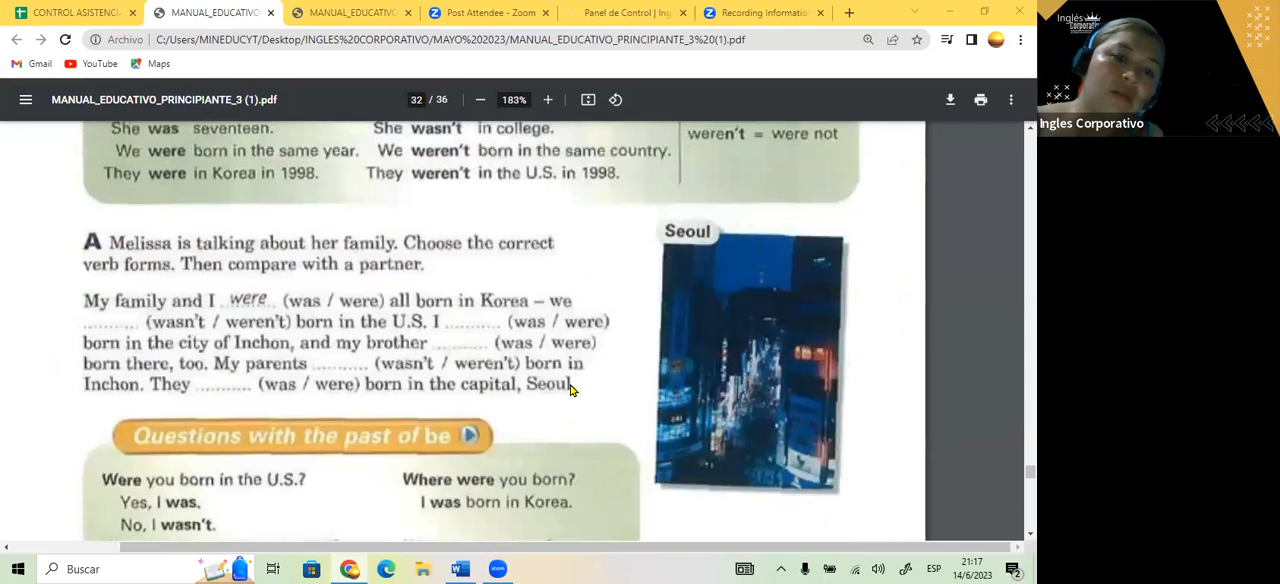 CONTROL ASISTENCI
MANUAL_EDUCATIVO
MANUAL_EDUCATIVO
Post Attendee - Zoom
Panel de Control | Ing
Recording Informatio
Archivo
C:/Users/MINEDUCYT/Desktop/INGLES%20CORPORATIVO/MAYO%202023/MANUAL_EDUCATIVO_PRINCIPIANTE_3%20(1).pdf
Gmail
YouTube
Maps
MANUAL_EDUCATIVO_PRINCIPIANTE_3 (1).pdf
32 / 36
183%
Inglés
Corporativo
Ingles Corporativo
She was seventeen. She wasn't in college.
We were born in the same year. We weren't born in the same country.
They were in Korea in 1998. They weren't in the U.S. in 1998.
weren't = were not
A Melissa is talking about her family. Choose the correct
verb forms. Then compare with a partner.
My family and I ..were.. (was / were) all born in Korea – we
........... (wasn't / weren't) born in the U.S. I ........... (was / were)
born in the city of Inchon, and my brother ........... (was / were)
born there, too. My parents ........... (wasn't / weren't) born in
Inchon. They ........... (was / were) born in the capital, Seoul.
Seoul
Questions with the past of be
Were you born in the U.S.? Where were you born?
Yes, I was. I was born in Korea.
No, I wasn't.
Buscar
ESP
21:17
14/6/2023